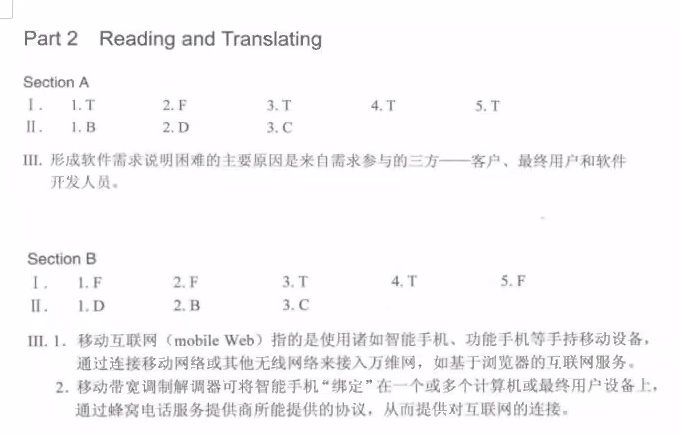 Part 2 Reading and Translating
Section A
I. 1. T 2. F 3. T 4. T 5. T
II. 1. B 2. D 3. C
III. 形成软件需求说明困难的主要原因是来自需求参与的三方——客户、最终用户和软件
开发人员。
Section B
I. 1. F 2. F 3. T 4. T 5. F
II. 1. D 2. B 3. C
III. 1. 移动互联网（mobile Web）指的是使用诸如智能手机、功能手机等手持移动设备，
通过连接移动网络或其他无线网络来接入万维网，如基于浏览器的互联网服务。
2. 移动带宽调制解调器可将智能手机“绑定”在一个或多个计算机或最终用户设备上，
通过蜂窝电话服务提供商所能提供的协议，从而提供对互联网的连接。